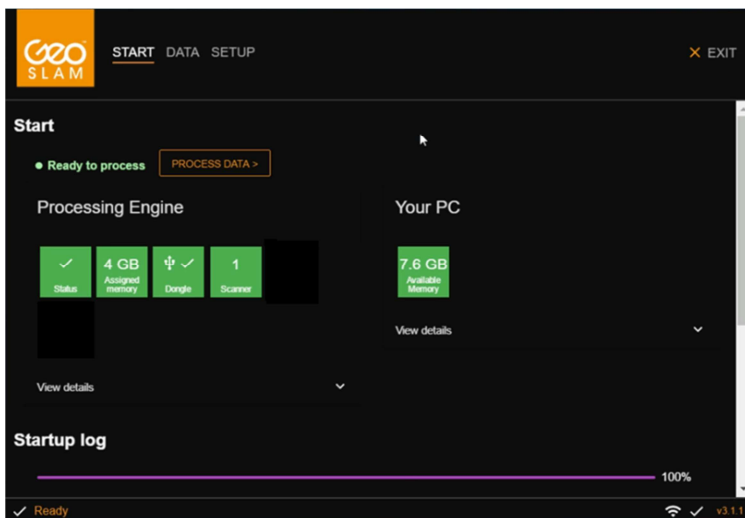 GEO
SLAM
START DATA SETUP
EXIT
Start
Ready to process
PROCESS DATA >
Processing Engine
Your PC
4 GB
1
Status
Assigned
memory
Dongle
Scanner
7.6 GB
Available
Memory
View details
View details
Startup log
100%
Ready
v3.1.1